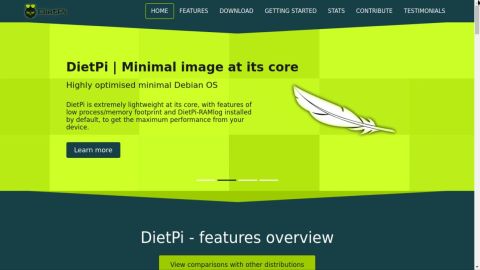 DietPi
HOME FEATURES DOWNLOAD GETTING STARTED STATS CONTRIBUTE TESTIMONIALS
DietPi | Minimal image at its core
Highly optimised minimal Debian OS
DietPi is extremely lightweight at its core, with features of
low process/memory footprint and DietPi-RAMlog installed
by default, to get the maximum performance from your
device.
Learn more
DietPi - features overview
View comparisons with other distributions